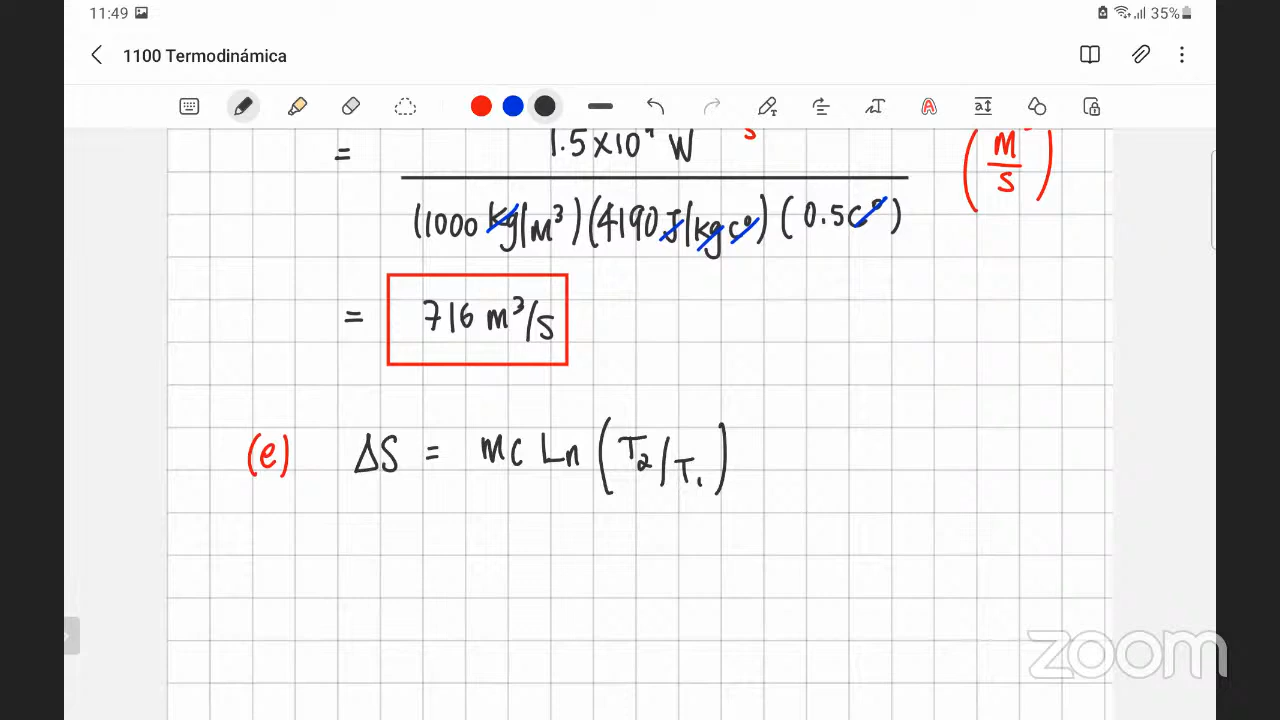 11:49 35%
1100 Termodinámica
= 1.5×10⁹ W
(1000 kg/m³)(4190 J/kg c°)(0.5c°)
(m³/s)
= 716 m³/s
(e) ΔS = mc Ln (T₂/T₁)
zoom